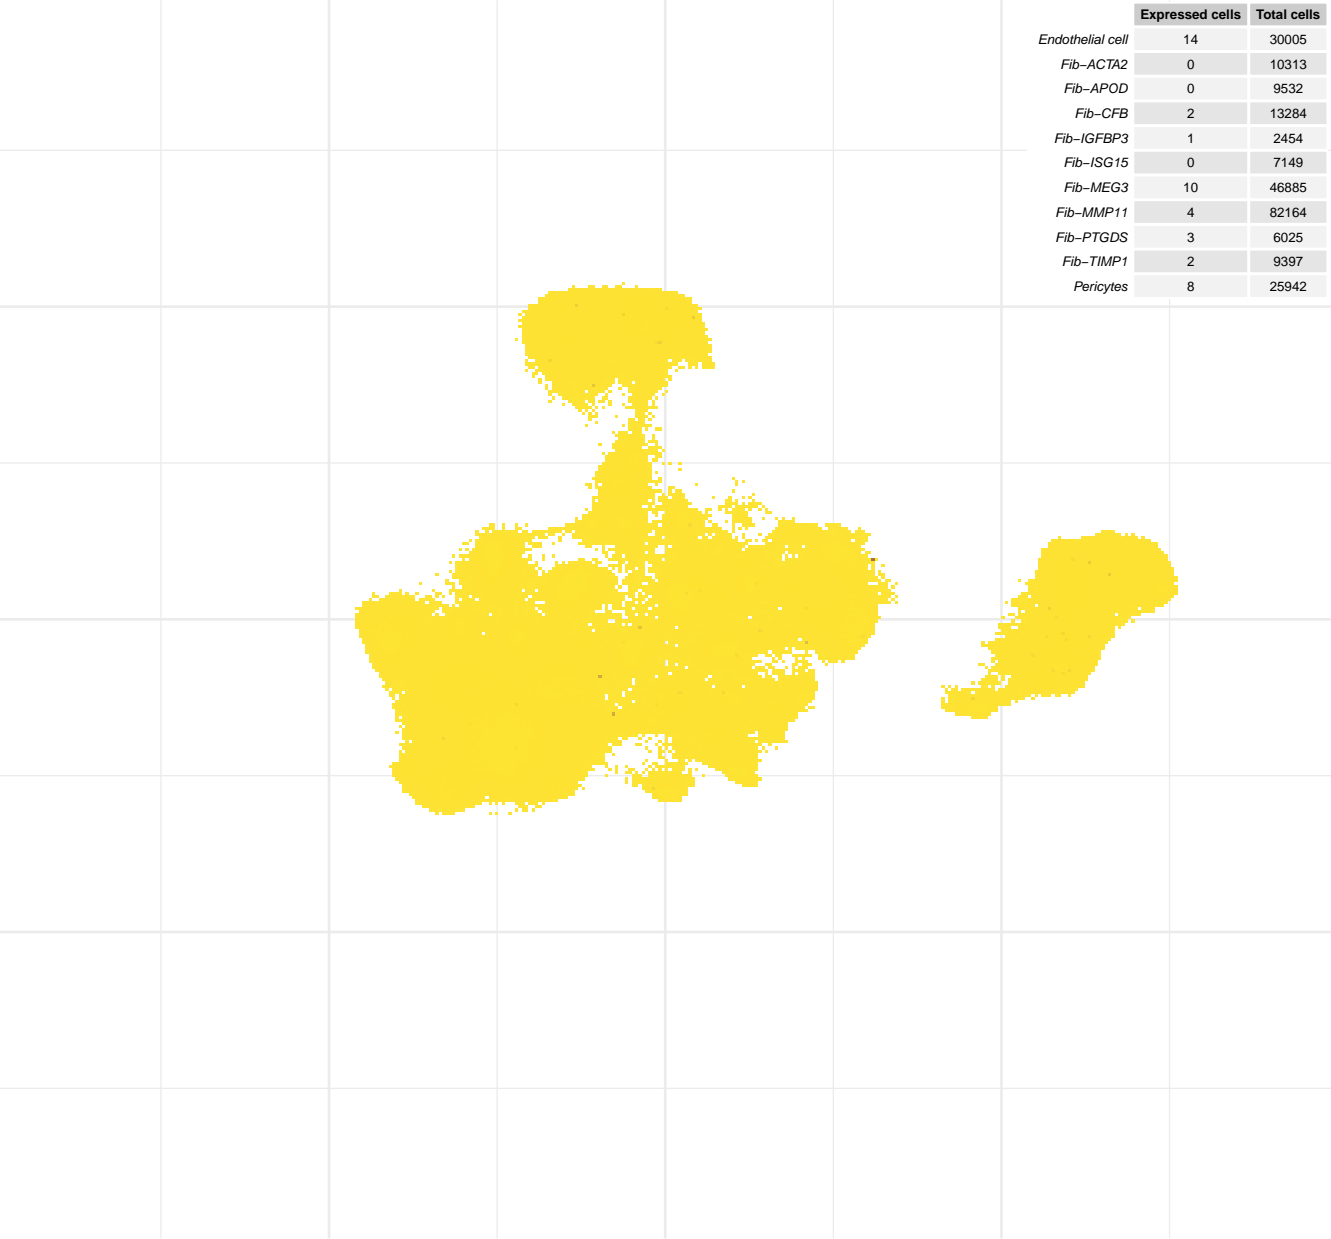 Expressed cells Total cells
Endothelial cell 14 30005
Fib−ACTA2 0 10313
Fib−APOD 0 9532
Fib−CFB 2 13284
Fib−IGFBP3 1 2454
Fib−ISG15 0 7149
Fib−MEG3 10 46885
Fib−MMP11 4 82164
Fib−PTGDS 3 6025
Fib−TIMP1 2 9397
Pericytes 8 25942